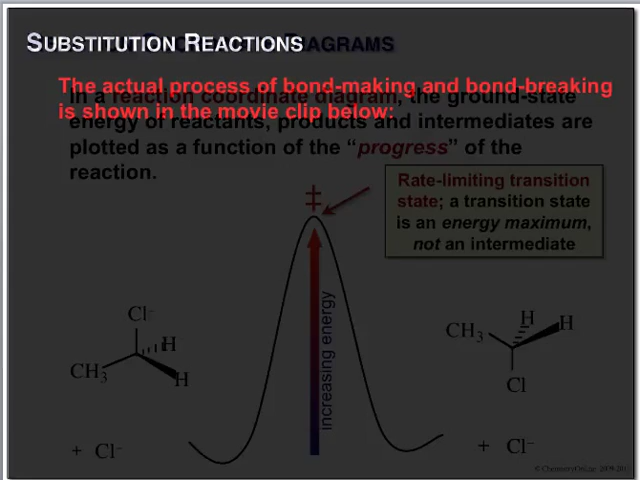 SUBSTITUTION REACTIONS
DIAGRAMS
The actual process of bond-making and bond-breaking
is shown in the movie clip below:
In a reaction coordinate diagram, the ground-state
energy of reactants, products and intermediates are
plotted as a function of the “progress” of the
reaction.
‡
Rate-limiting transition
state; a transition state
is an energy maximum,
not an intermediate
increasing energy
Cl⁻
H
CH₃
H
+ Cl⁻
H
CH₃
H
Cl
+ Cl⁻